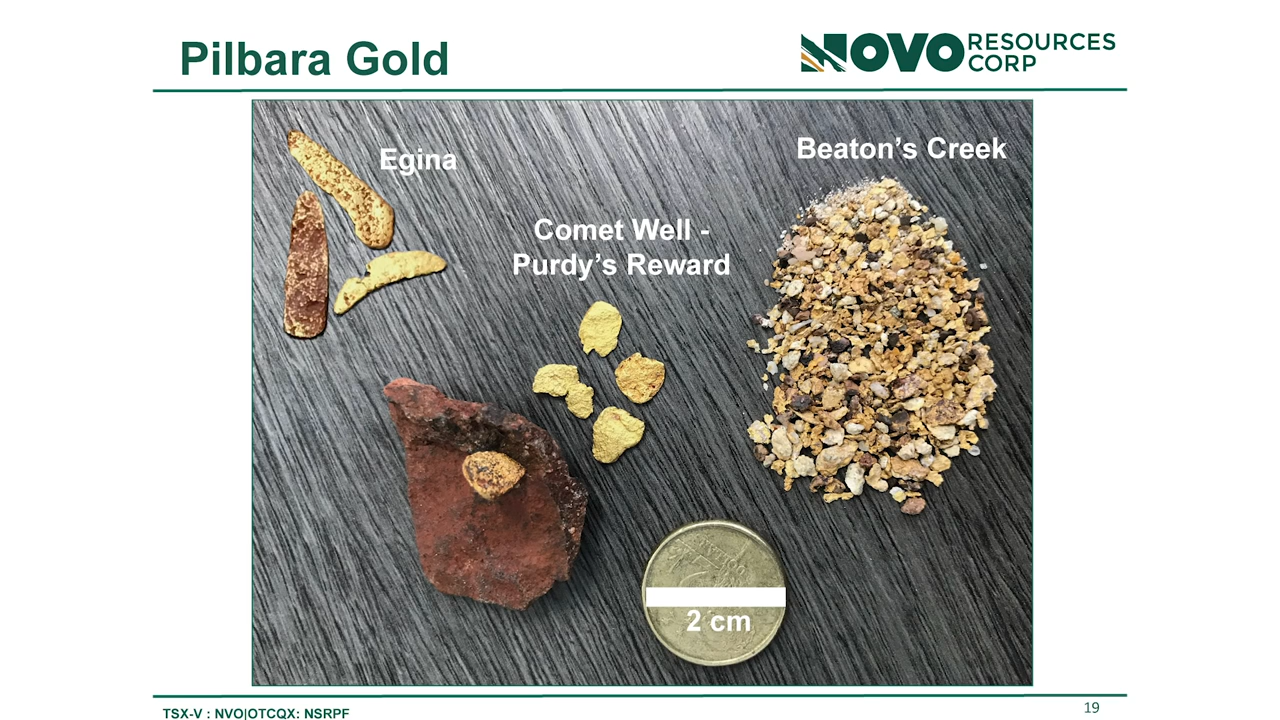 Pilbara Gold
NOVO RESOURCES CORP
Egina
Beaton's Creek
Comet Well -
Purdy's Reward
2 cm
TSX-V : NVO|OTCQX: NSRPF
19